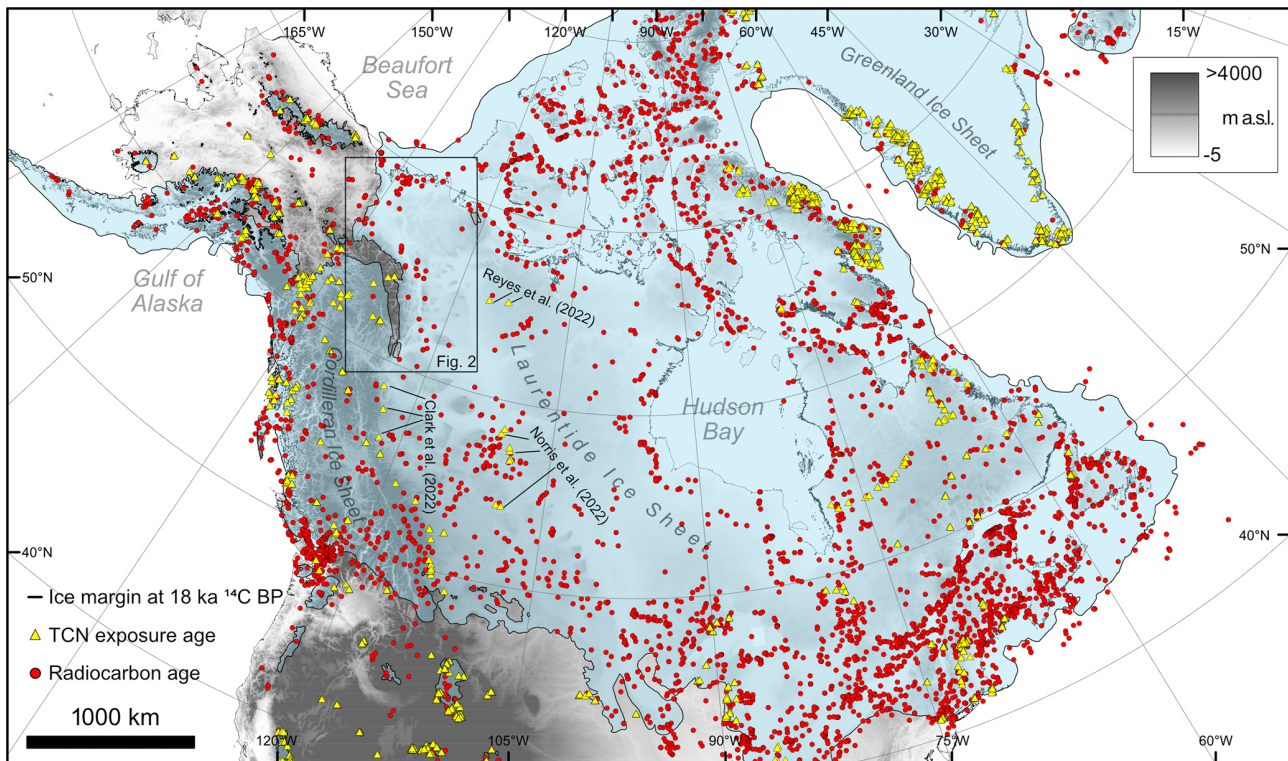 165°W
150°W
120°W
90°W
60°W
45°W
30°W
15°W
Beaufort
Sea
Greenland Ice Sheet
>4000
m a.s.l.
-5
50°N
50°N
Gulf of
Alaska
Reyes et al. (2022)
Fig. 2
Laurentide Ice Sheet
Cordilleran Ice Sheet
Clark et al. (2022)
Norris et al. (2022)
Hudson
Bay
40°N
40°N
Ice margin at 18 ka ¹⁴C BP
TCN exposure age
Radiocarbon age
1000 km
120°W
105°W
90°W
75°W
60°W